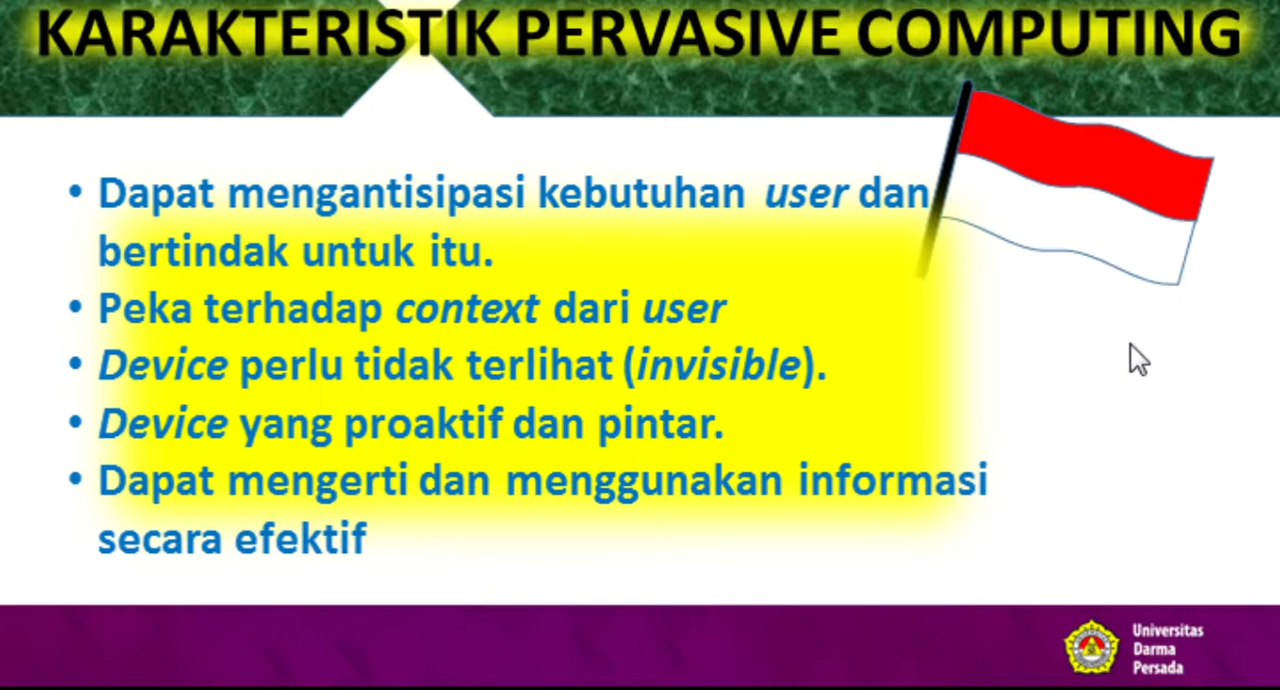 KARAKTERISTIK PERVASIVE COMPUTING
• Dapat mengantisipasi kebutuhan user dan
bertindak untuk itu.
• Peka terhadap context dari user
• Device perlu tidak terlihat (invisible).
• Device yang proaktif dan pintar.
• Dapat mengerti dan menggunakan informasi
secara efektif
Universitas
Darma
Persada